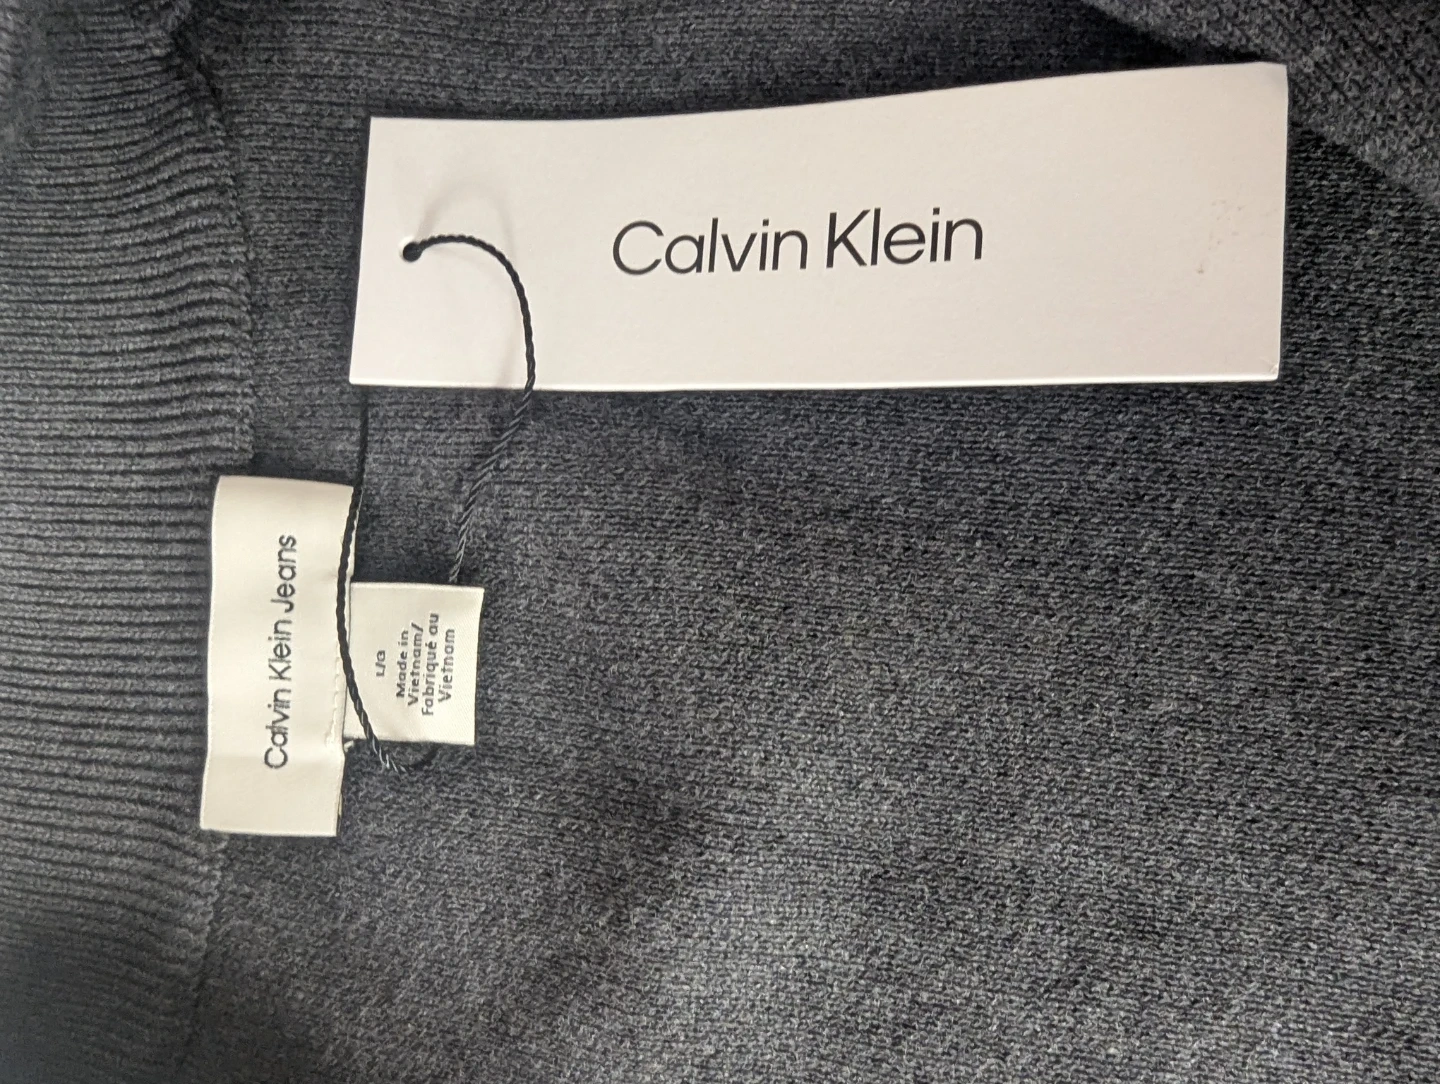 Calvin Klein
Calvin Klein Jeans
L/G
Made in
Vietnam/
Fabriqué au
Vietnam